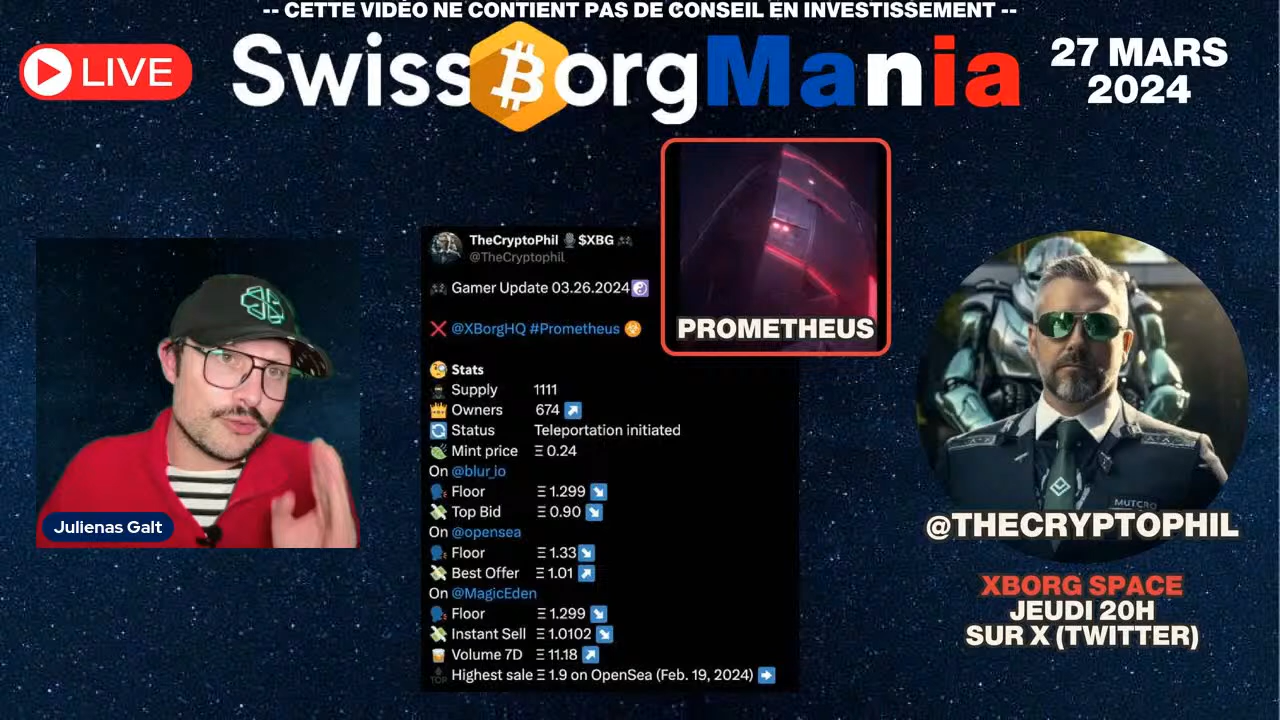 -- CETTE VIDÉO NE CONTIENT PAS DE CONSEIL EN INVESTISSEMENT --
LIVE
SwissBorgMania
27 MARS
2024
PROMETHEUS
TheCryptoPhil $XBG
@TheCryptophil
Gamer Update 03.26.2024
@XBorgHQ #Prometheus
Stats
Supply 1111
Owners 674
Status Teleportation initiated
Mint price Ξ 0.24
On @blur_io
Floor Ξ 1.299
Top Bid Ξ 0.90
On @opensea
Floor Ξ 1.33
Best Offer Ξ 1.01
On @MagicEden
Floor Ξ 1.299
Instant Sell Ξ 1.0102
Volume 7D Ξ 11.18
TOP Highest sale Ξ 1.9 on OpenSea (Feb. 19, 2024)
Julienas Galt
@THECRYPTOPHIL
XBORG SPACE
JEUDI 20H
SUR X (TWITTER)